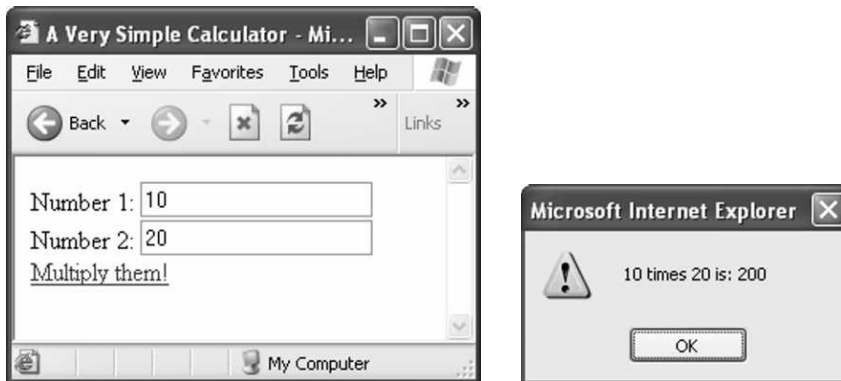 A Very Simple Calculator - Mi...
File Edit View Favorites Tools Help
Back Links
Number 1: 10
Number 2: 20
Multiply them!
My Computer
Microsoft Internet Explorer
10 times 20 is: 200
OK